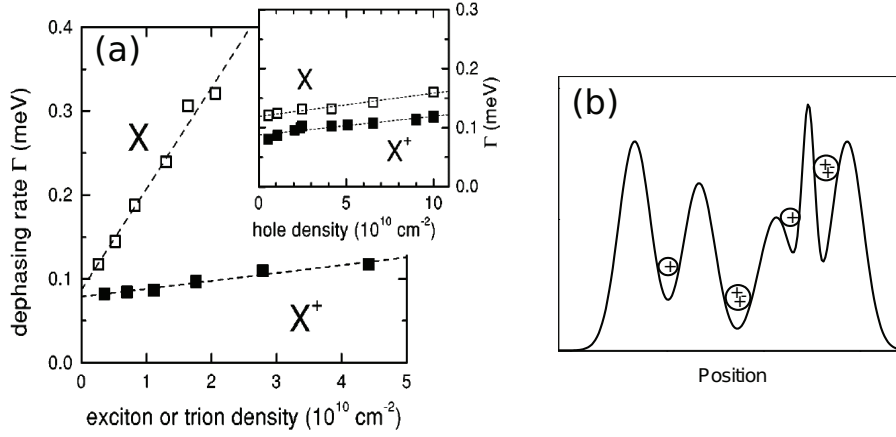 (a)
0.4
0.3
0.2
0.1
0.0
dephasing rate Γ (meV)
X
X⁺
0 1 2 3 4 5
exciton or trion density (10¹⁰ cm⁻²)
0.3
0.2
0.1
0.0
Γ (meV)
X
X⁺
0 5 10
hole density (10¹⁰ cm⁻²)
(b)
+
+
+
-
+
+
+
-
+
Position